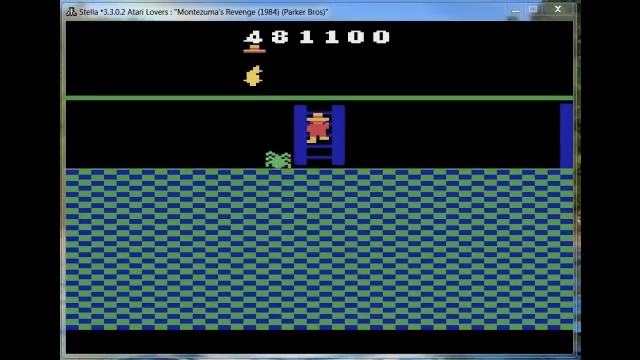 Stella *3.3.0.2 Atari Lovers : "Montezuma's Revenge (1984) (Parker Bros)"
481100